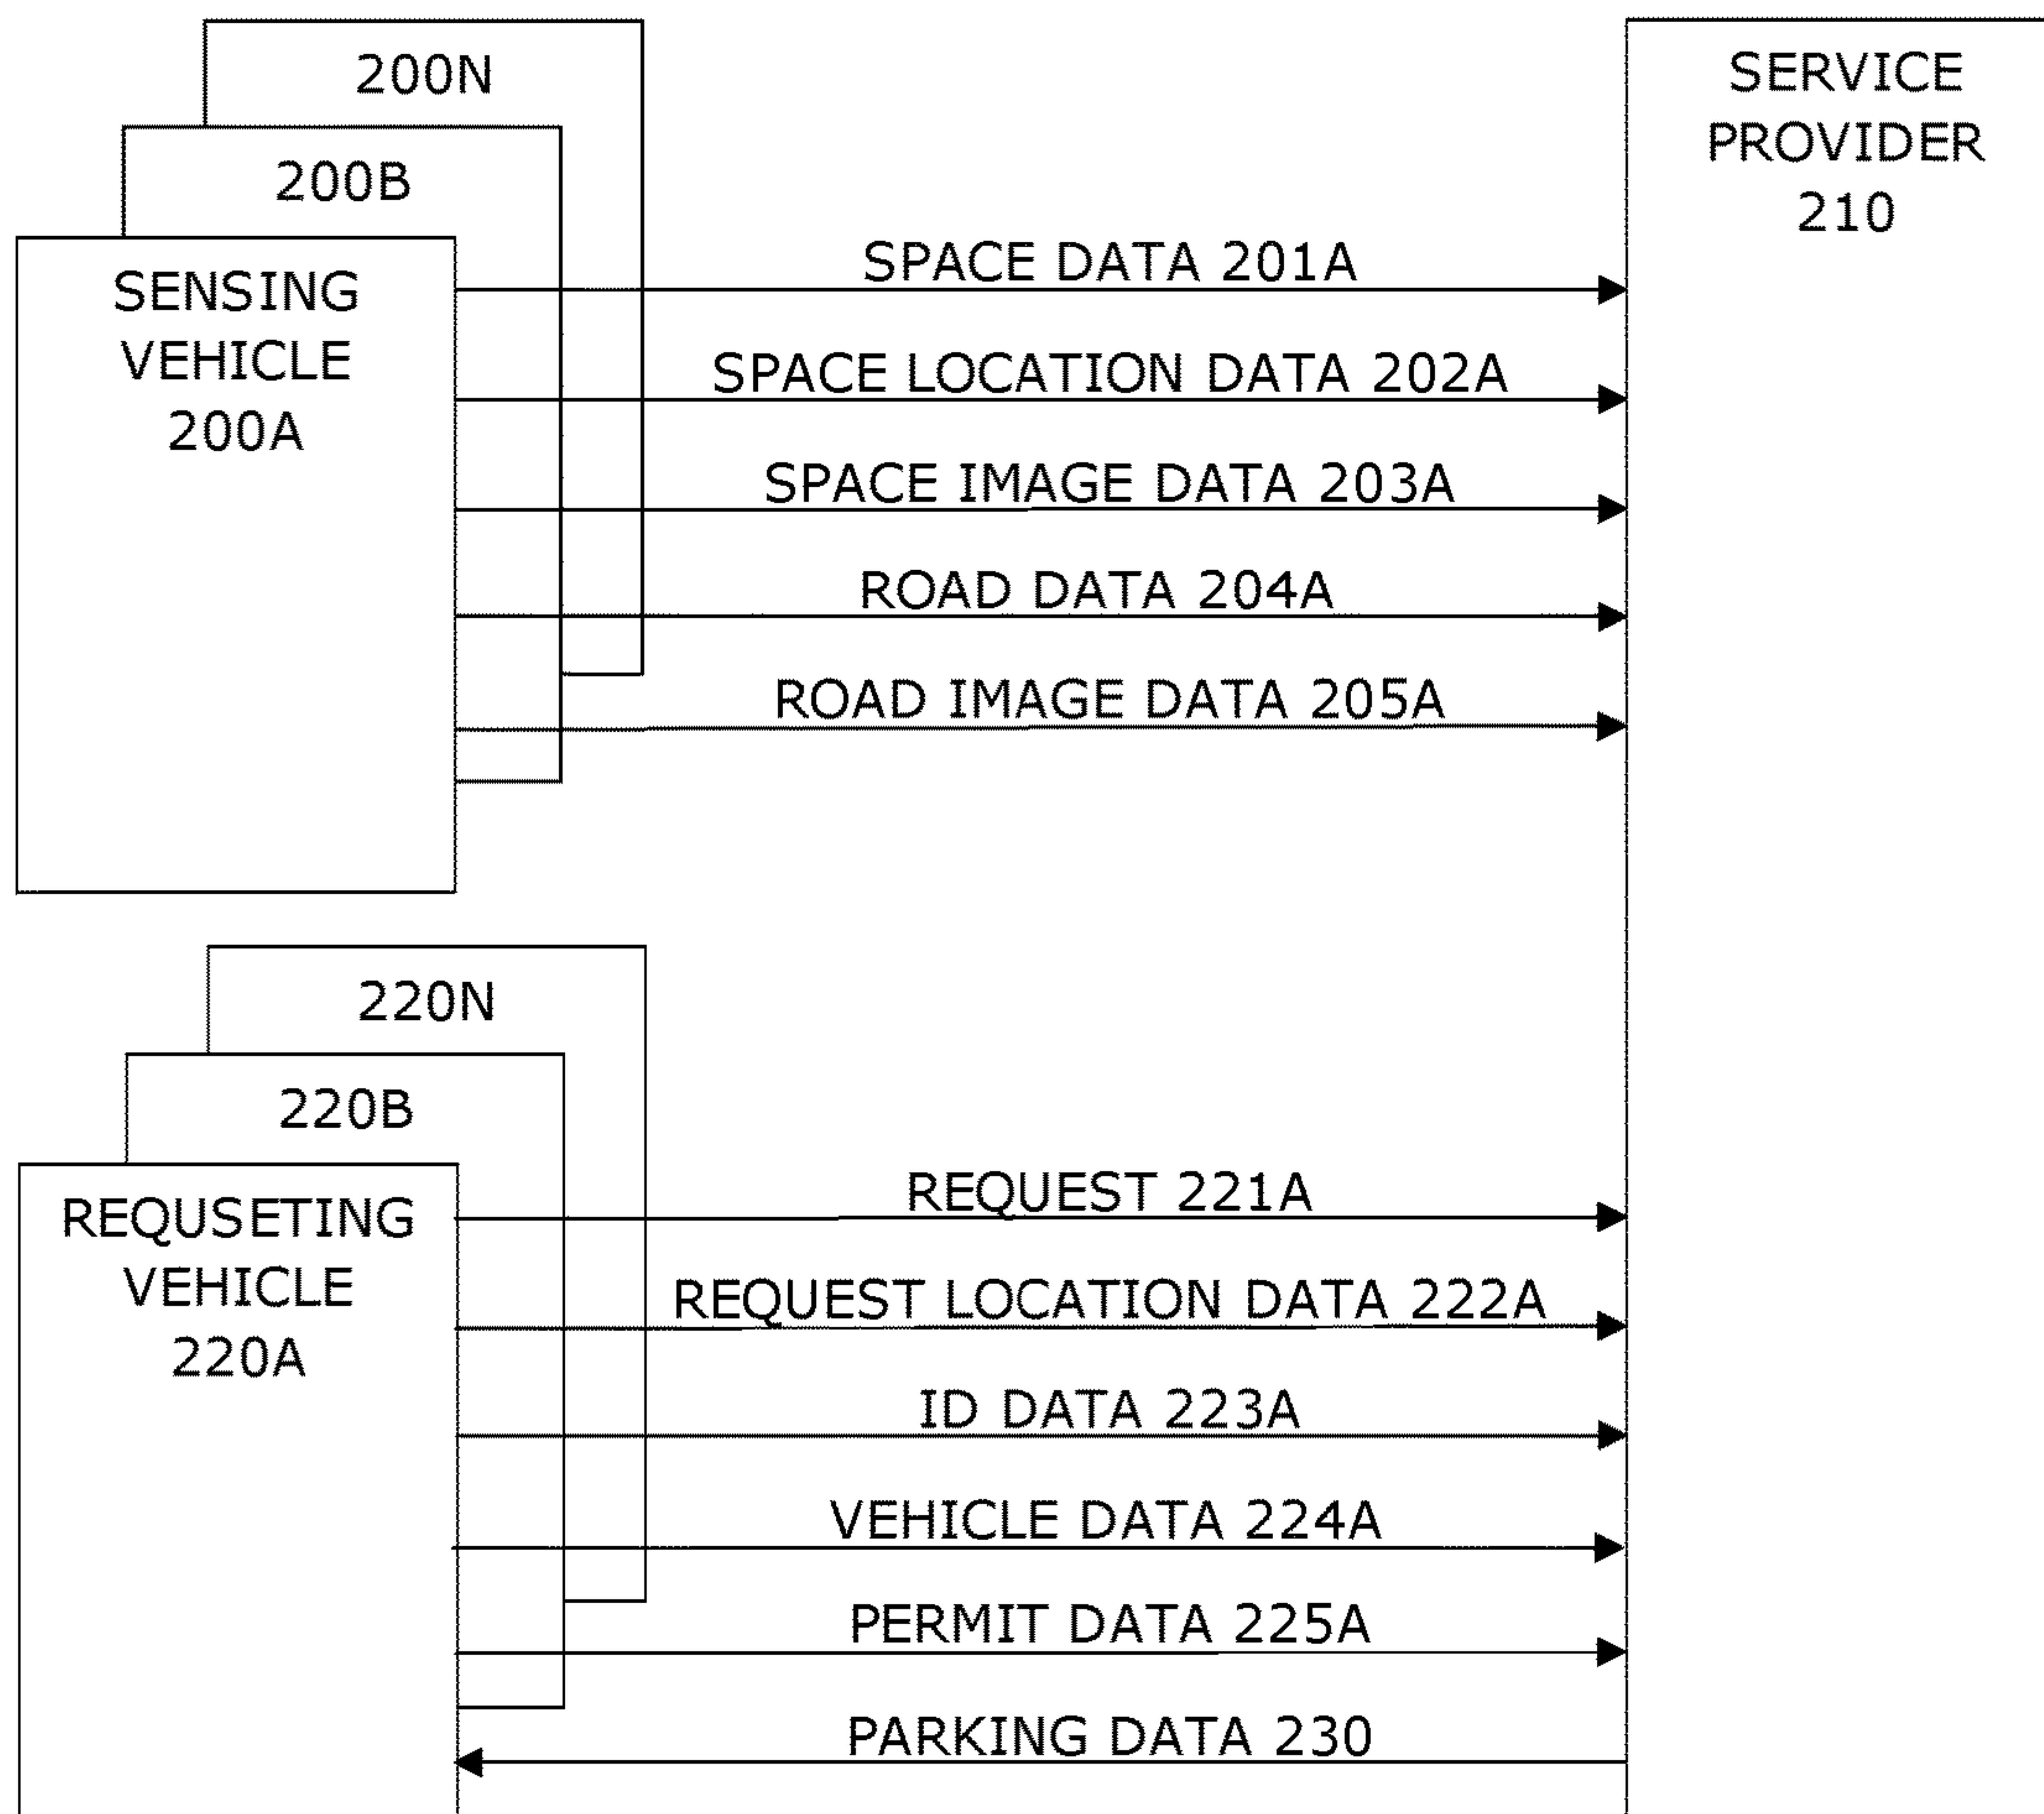 200N
200B
SENSING
VEHICLE
200A
SERVICE
PROVIDER
210
SPACE DATA 201A
SPACE LOCATION DATA 202A
SPACE IMAGE DATA 203A
ROAD DATA 204A
ROAD IMAGE DATA 205A
220N
220B
REQUSETING
VEHICLE
220A
REQUEST 221A
REQUEST LOCATION DATA 222A
ID DATA 223A
VEHICLE DATA 224A
PERMIT DATA 225A
PARKING DATA 230